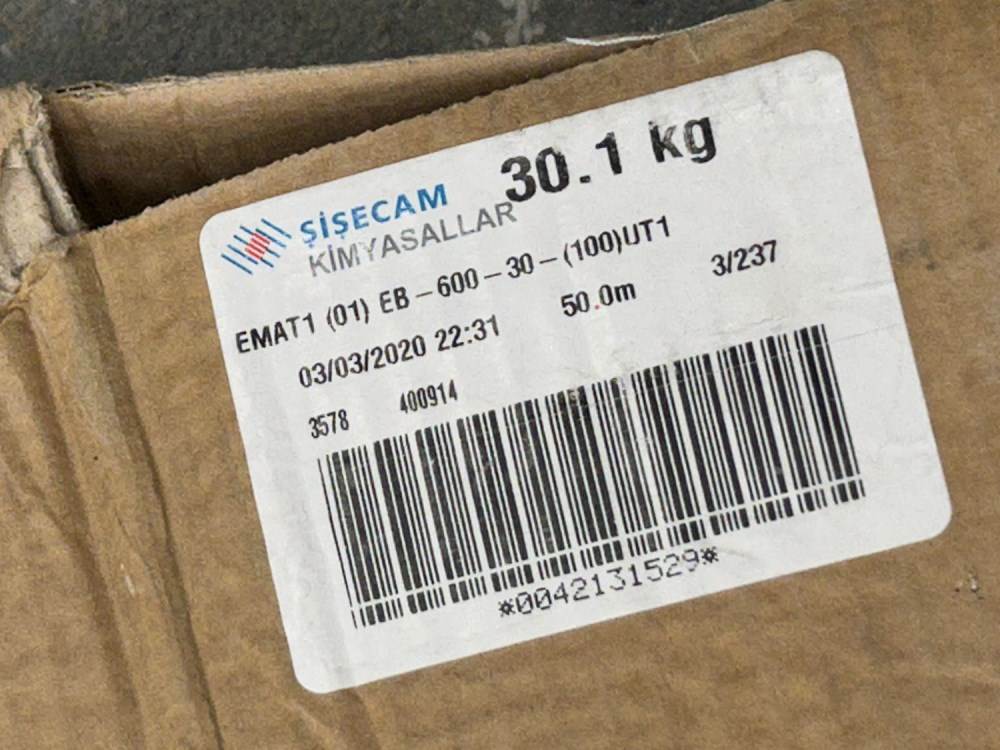 30.1 kg
ŞİŞECAM
KİMYASALLAR
EMAT1 (01) EB-600-30-(100)UT1
03/03/2020 22:31 50.0m 3/237
3578 400914
*0042131529*